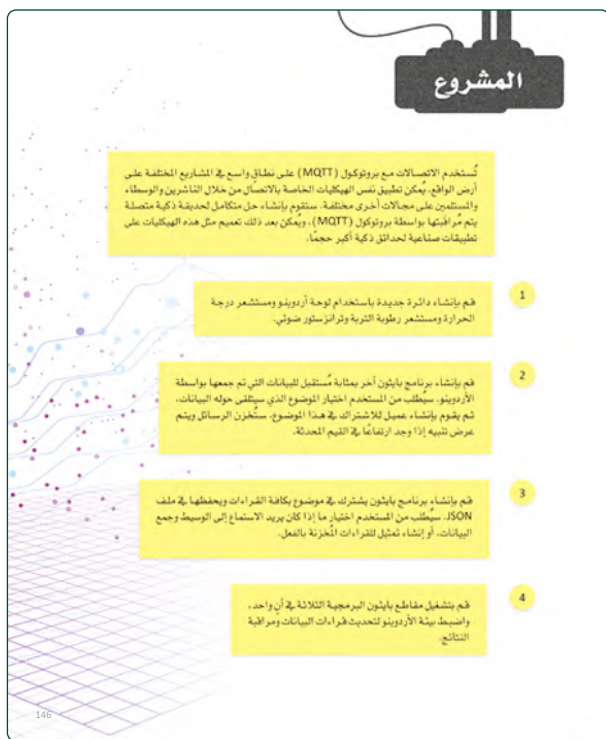 المشروع
تُستخدم الاتصالات مع بروتوكول (MQTT) على نطاق واسع في المشاريع المختلفة على
أرض الواقع. يُمكن تطبيق نفس الهيكليات الخاصة بالاتصال من خلال الناشرين والوسطاء
والمستلمين على مجالات أخرى مختلفة. ستقوم بإنشاء حل متكامل لحديقة ذكية متصلة
يتم مُراقبتها بواسطة بروتوكول (MQTT)، ويُمكن بعد ذلك تعميم مثل هذه الهيكليات على
تطبيقات صناعية لحدائق ذكية أكبر حجمًا.
1
قم بإنشاء دائرة جديدة باستخدام لوحة أردوينو ومستشعر درجة
الحرارة ومستشعر رطوبة التربة وترانزستور ضوئي.
2
قم بإنشاء برنامج بايثون آخر بمثابة مُستقبل للبيانات التي تم جمعها بواسطة
الأردوينو. سيُطلب من المستخدم اختيار الموضوع الذي سيتلقى حوله البيانات،
ثم يقوم بإنشاء عميل للاشتراك في هذا الموضوع. ستُخزن الرسائل ويتم
عرض تنبيه إذا وجد ارتفاعًا في القيم المحدثة.
3
قم بإنشاء برنامج بايثون يشترك في موضوع بكافة القراءات ويحفظها في ملف
JSON. سيُطلب من المستخدم اختيار ما إذا كان يريد الاستماع إلى الوسيط وجمع
البيانات، أو إنشاء تمثيل للقراءات المُخزنة بالفعل.
4
قم بتشغيل مقاطع بايثون البرمجية الثلاثة في آنٍ واحد،
واضبط بيئة الأردوينو لتحديث قراءات البيانات ومراقبة
النتائج.
146